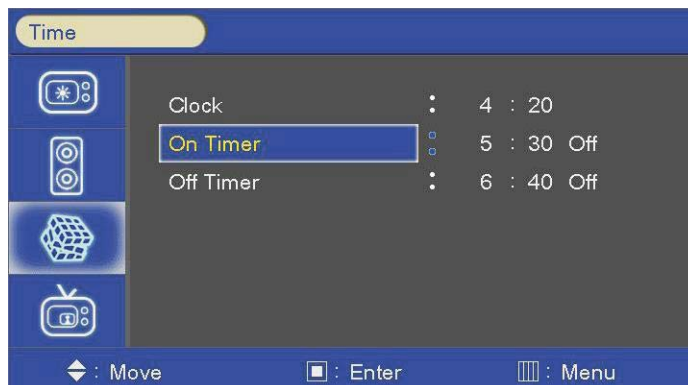 Time
Clock : 4 : 20
On Timer : 5 : 30 Off
Off Timer : 6 : 40 Off
: Move : Enter : Menu